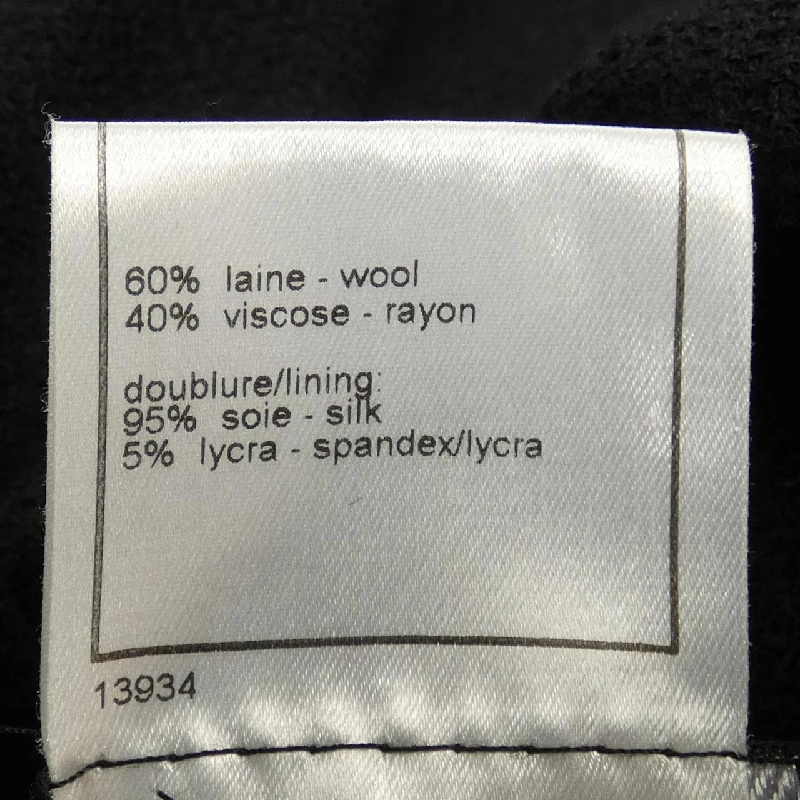 60% laine - wool
40% viscose - rayon
doublure/lining:
95% soie - silk
5% lycra - spandex/lycra
13934